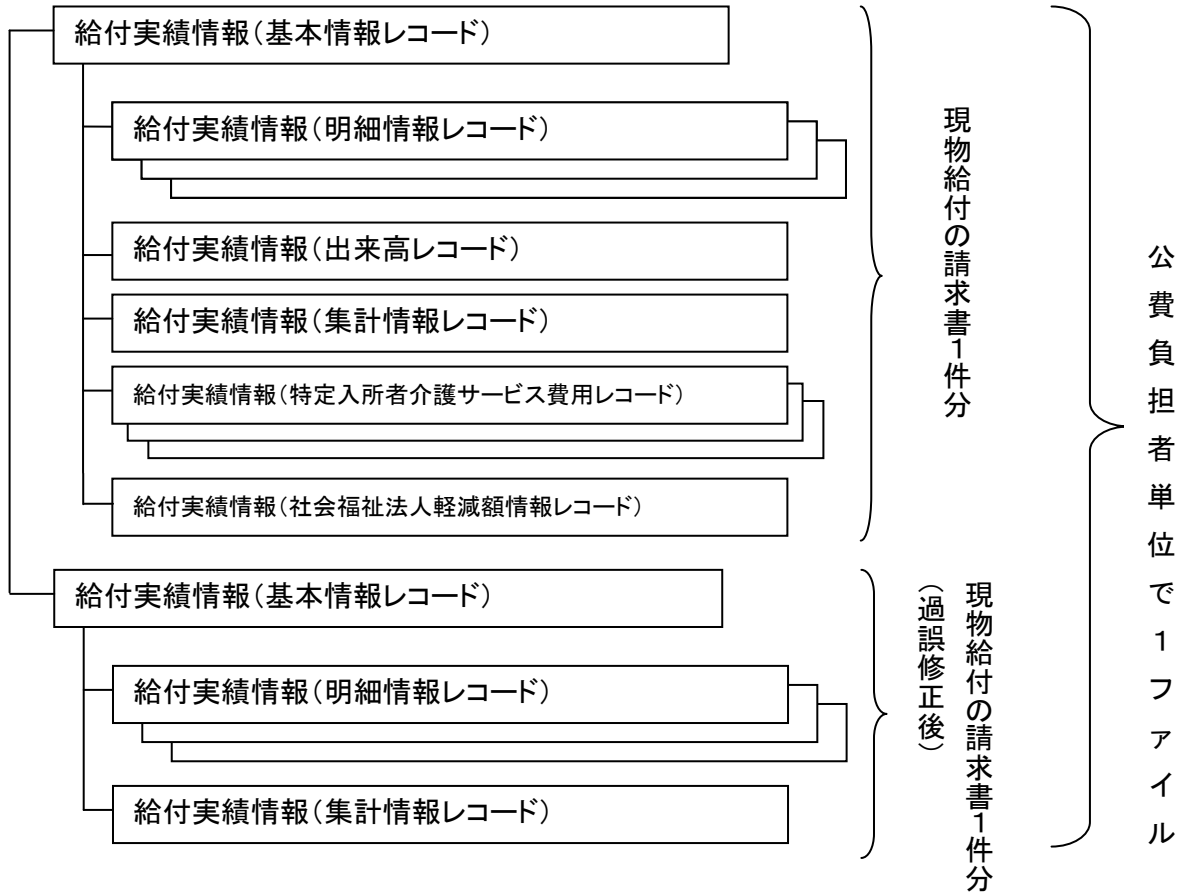 給付実績情報（基本情報レコード）
給付実績情報（明細情報レコード）
給付実績情報（出来高レコード）
給付実績情報（集計情報レコード）
給付実績情報（特定入所者介護サービス費用レコード）
給付実績情報（社会福祉法人軽減額情報レコード）
現物給付の請求書１件分
給付実績情報（基本情報レコード）
給付実績情報（明細情報レコード）
給付実績情報（集計情報レコード）
現物給付の請求書１件分
（過誤修正後）
公費負担者単位で１ファイル